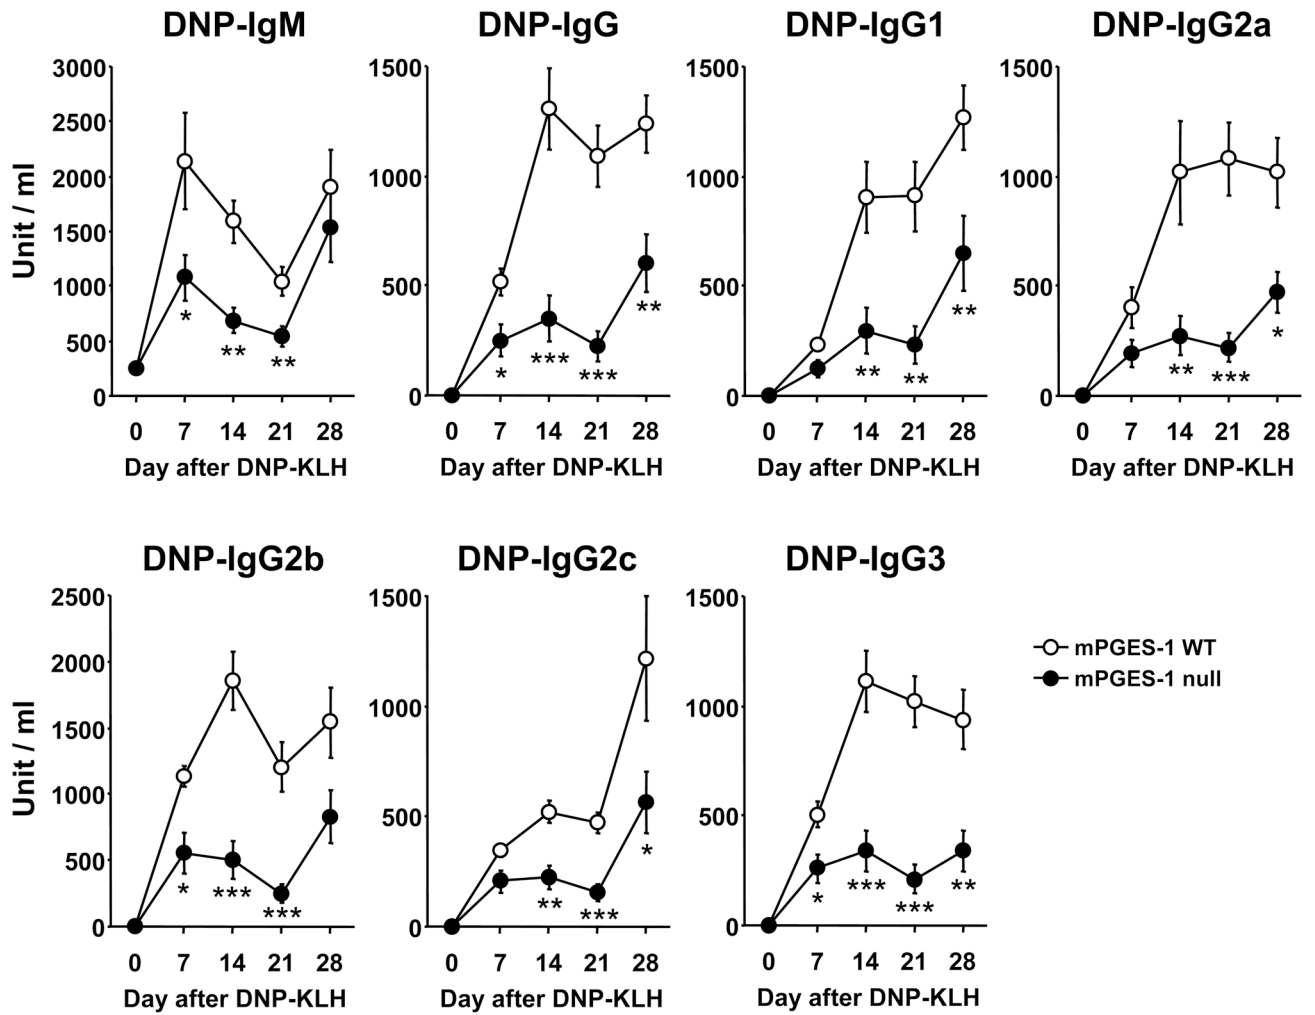 DNP-IgM
DNP-IgG
DNP-IgG1
DNP-IgG2a
Unit / ml
3000
2500
2000
1500
1000
500
0
0 7 14 21 28
Day after DNP-KLH
* ** **
1500
1000
500
0
0 7 14 21 28
Day after DNP-KLH
* *** *** **
1500
1000
500
0
0 7 14 21 28
Day after DNP-KLH
** ** **
1500
1000
500
0
0 7 14 21 28
Day after DNP-KLH
** *** *
DNP-IgG2b
DNP-IgG2c
DNP-IgG3
Unit / ml
2500
2000
1500
1000
500
0
0 7 14 21 28
Day after DNP-KLH
* *** ***
1500
1000
500
0
0 7 14 21 28
Day after DNP-KLH
** *** *
1500
1000
500
0
0 7 14 21 28
Day after DNP-KLH
* *** *** **
mPGES-1 WT
mPGES-1 null